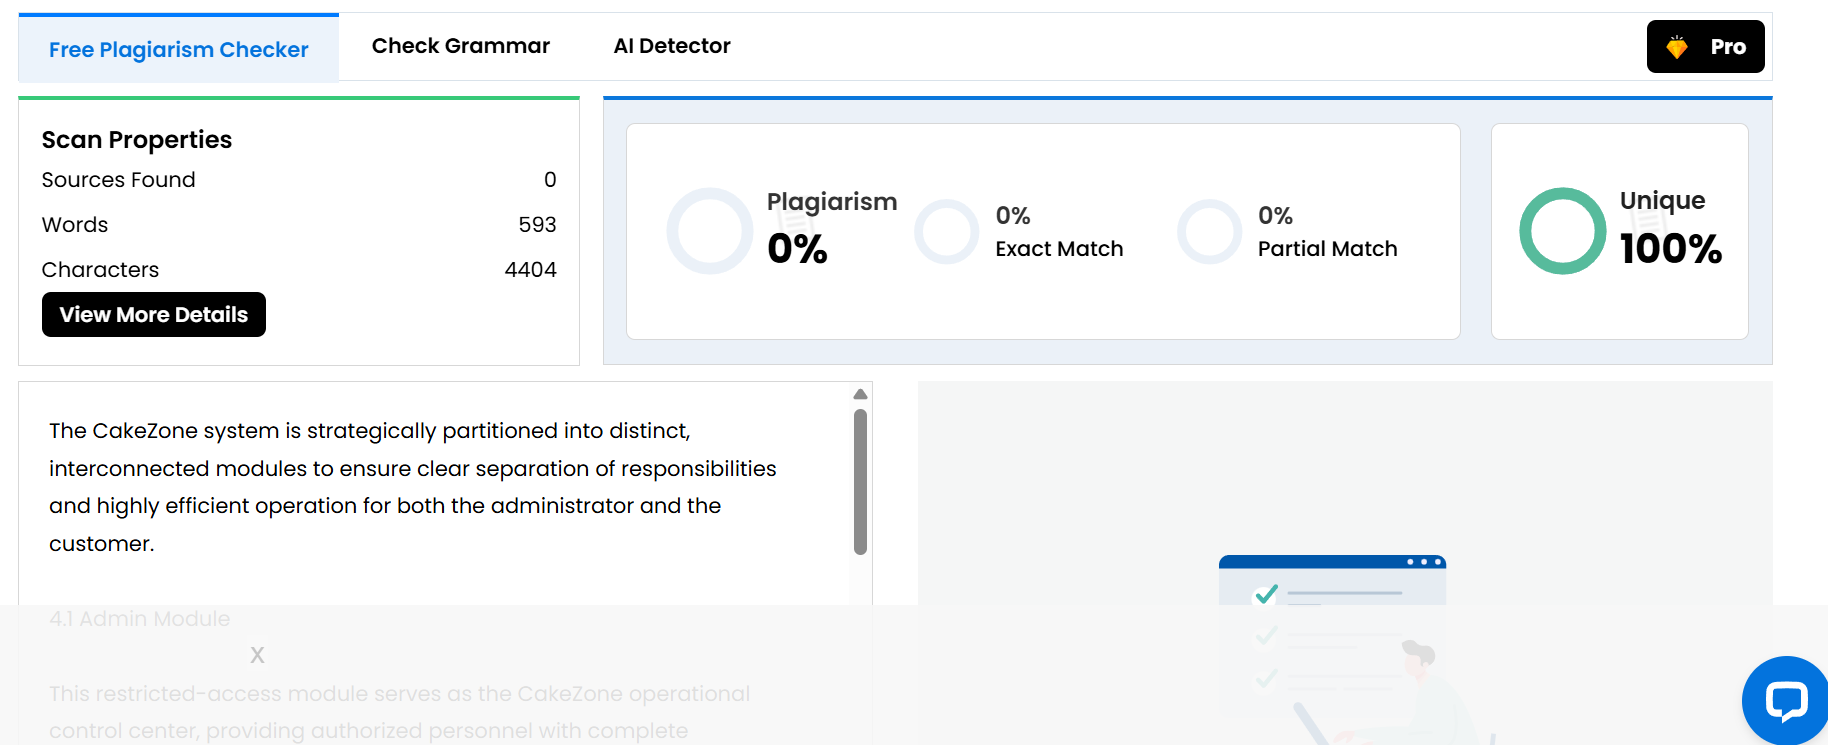 Free Plagiarism Checker
Check Grammar
AI Detector
Pro
Scan Properties
Sources Found 0
Words 593
Characters 4404
View More Details
Plagiarism
0%
0%
Exact Match
0%
Partial Match
Unique
100%
The CakeZone system is strategically partitioned into distinct,
interconnected modules to ensure clear separation of responsibilities
and highly efficient operation for both the administrator and the
customer.
4.1 Admin Module
X
This restricted-access module serves as the CakeZone operational
control center, providing authorized personnel with complete